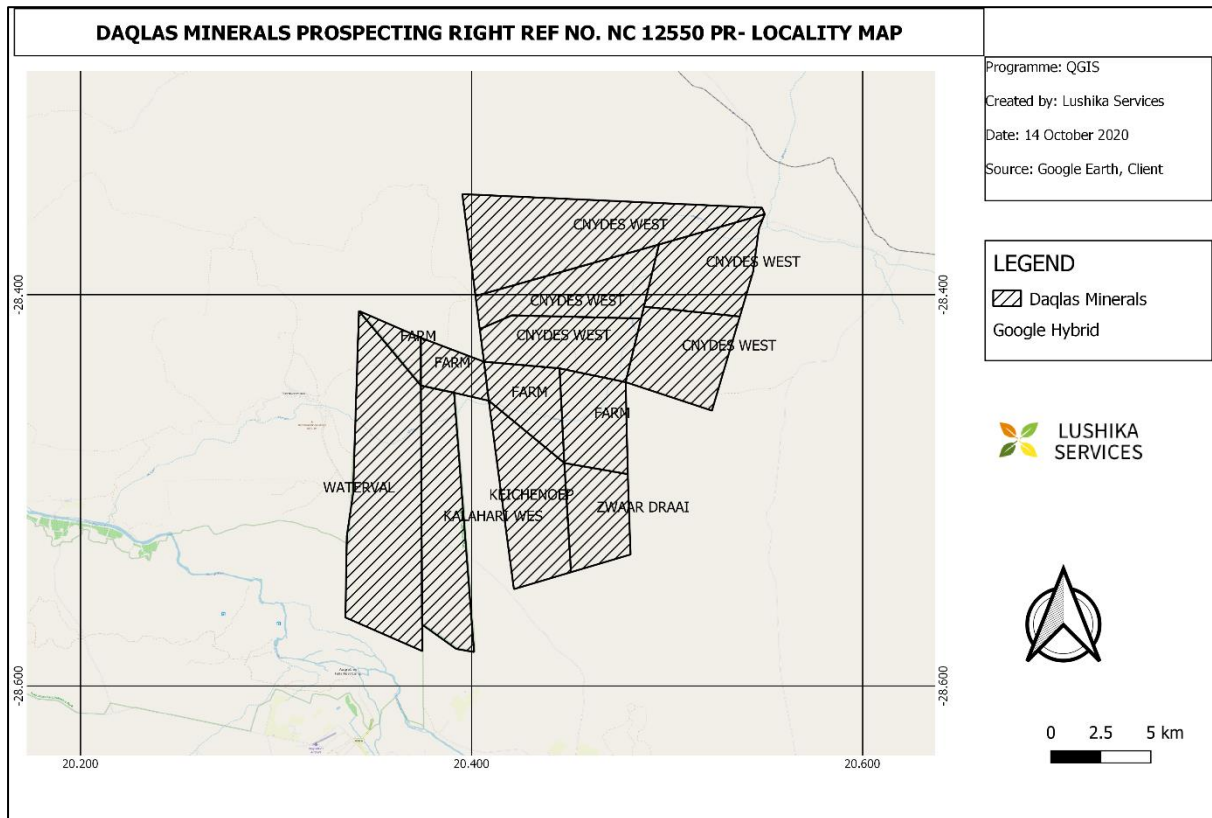 DAQLAS MINERALS PROSPECTING RIGHT REF NO. NC 12550 PR- LOCALITY MAP
Programme: QGIS
Created by: Lushika Services
Date: 14 October 2020
Source: Google Earth, Client
CNYDES WEST
CNYDES WEST
-28.400
-28.400
CNYDES WEST
CNYDES WEST
CNYDES WEST
FARM
FARM
FARM
FARM
WATERVAL
KEICHENOEP
ZWAAR DRAAI
KALAHARI WES
-28.600
-28.600
20.200
20.400
20.600
LEGEND
Daqlas Minerals
Google Hybrid
LUSHIKA
SERVICES
0 2.5 5 km